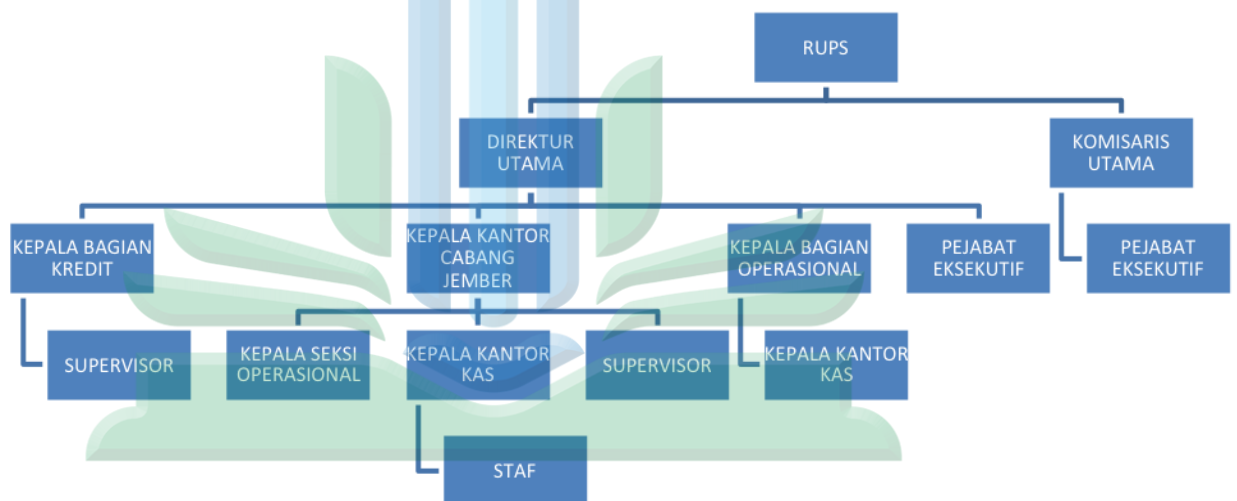 RUPS
DIREKTUR
UTAMA
KOMISARIS
UTAMA
KEPALA BAGIAN
KREDIT
KEPALA KANTOR
CABANG
JEMBER
KEPALA BAGIAN
OPERASIONAL
PEJABAT
EKSEKUTIF
PEJABAT
EKSEKUTIF
SUPERVISOR
KEPALA SEKSI
OPERASIONAL
KEPALA KANTOR
KAS
SUPERVISOR
KEPALA KANTOR
KAS
STAF